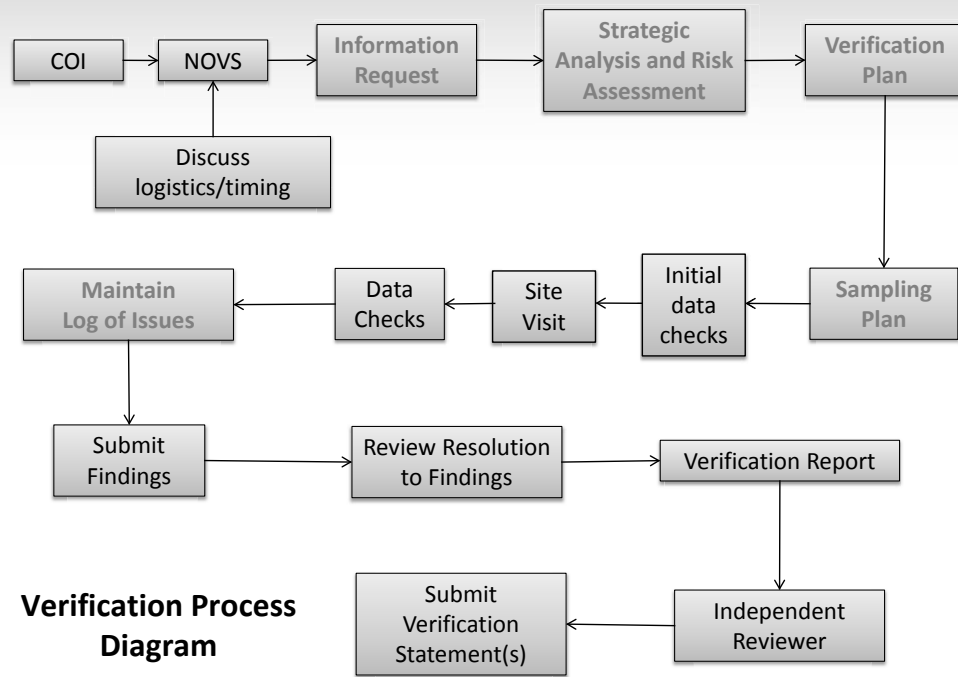 COI
NOVS
Information
Request
Strategic
Analysis and Risk
Assessment
Verification
Plan
Discuss
logistics/timing
Maintain
Log of Issues
Data
Checks
Site
Visit
Initial
data
checks
Sampling
Plan
Submit
Findings
Review Resolution
to Findings
Verification Report
Verification Process
Diagram
Submit
Verification
Statement(s)
Independent
Reviewer